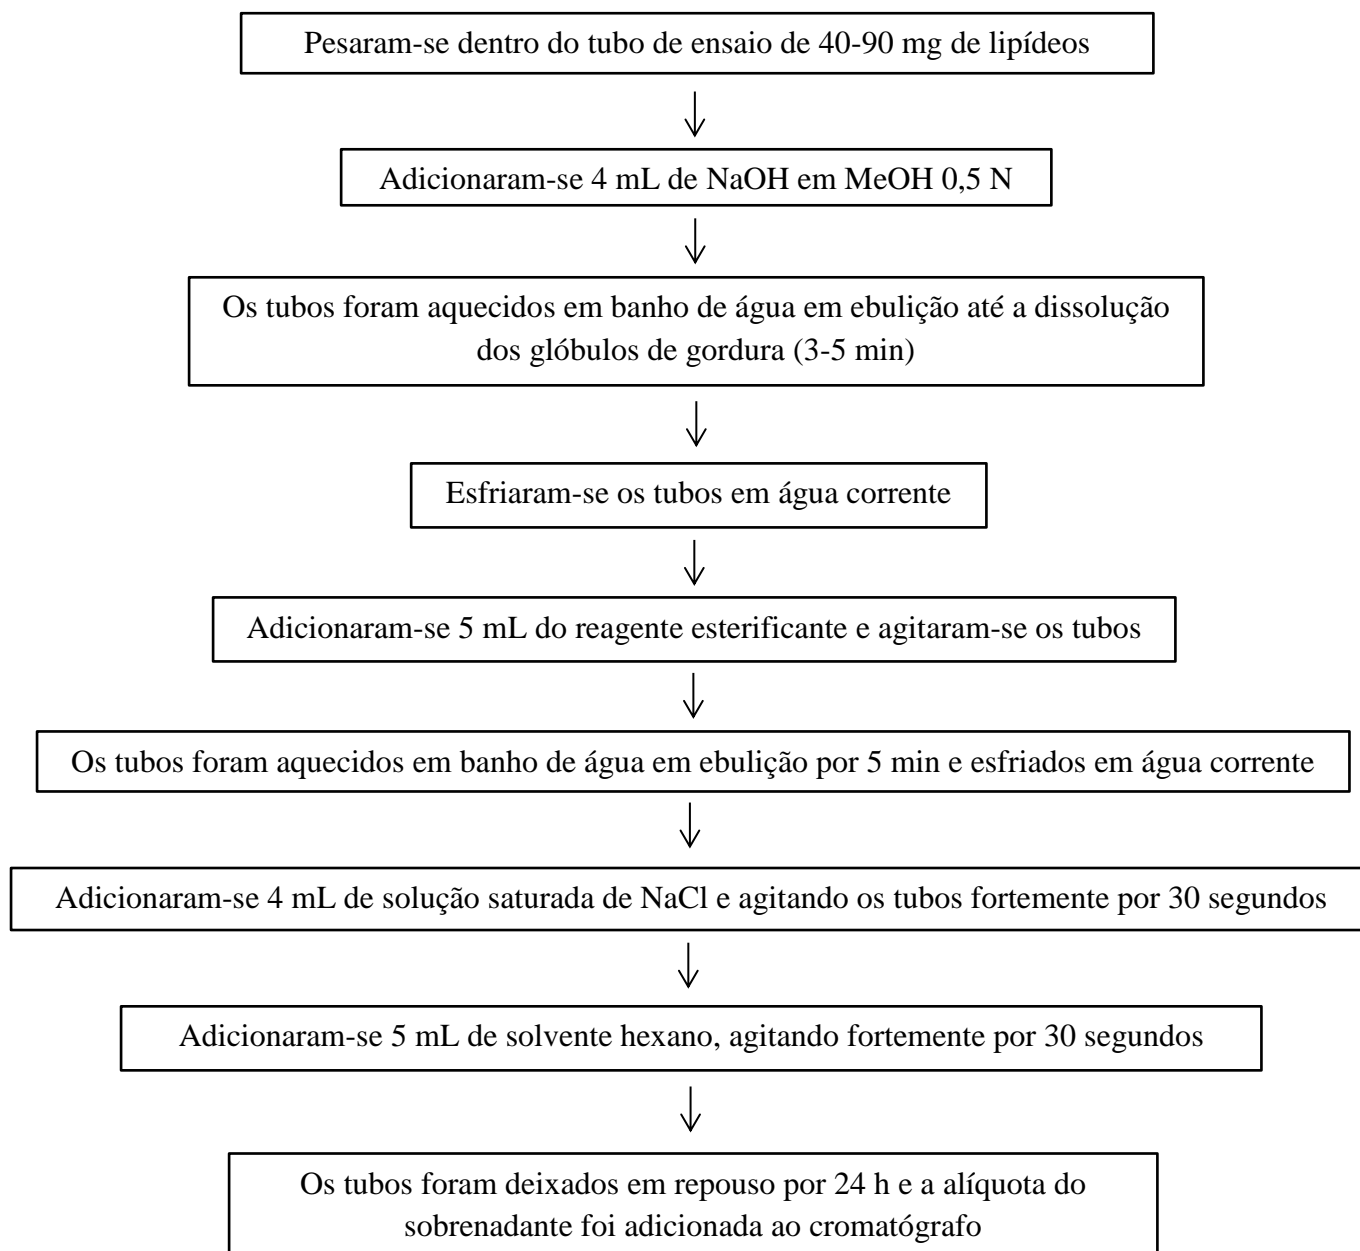 Pesaram-se dentro do tubo de ensaio de 40-90 mg de lipídeos
Adicionaram-se 4 mL de NaOH em MeOH 0,5 N
Os tubos foram aquecidos em banho de água em ebulição até a dissolução
dos glóbulos de gordura (3-5 min)
Esfriaram-se os tubos em água corrente
Adicionaram-se 5 mL do reagente esterificante e agitaram-se os tubos
Os tubos foram aquecidos em banho de água em ebulição por 5 min e esfriados em água corrente
Adicionaram-se 4 mL de solução saturada de NaCl e agitando os tubos fortemente por 30 segundos
Adicionaram-se 5 mL de solvente hexano, agitando fortemente por 30 segundos
Os tubos foram deixados em repouso por 24 h e a alíquota do
sobrenadante foi adicionada ao cromatógrafo